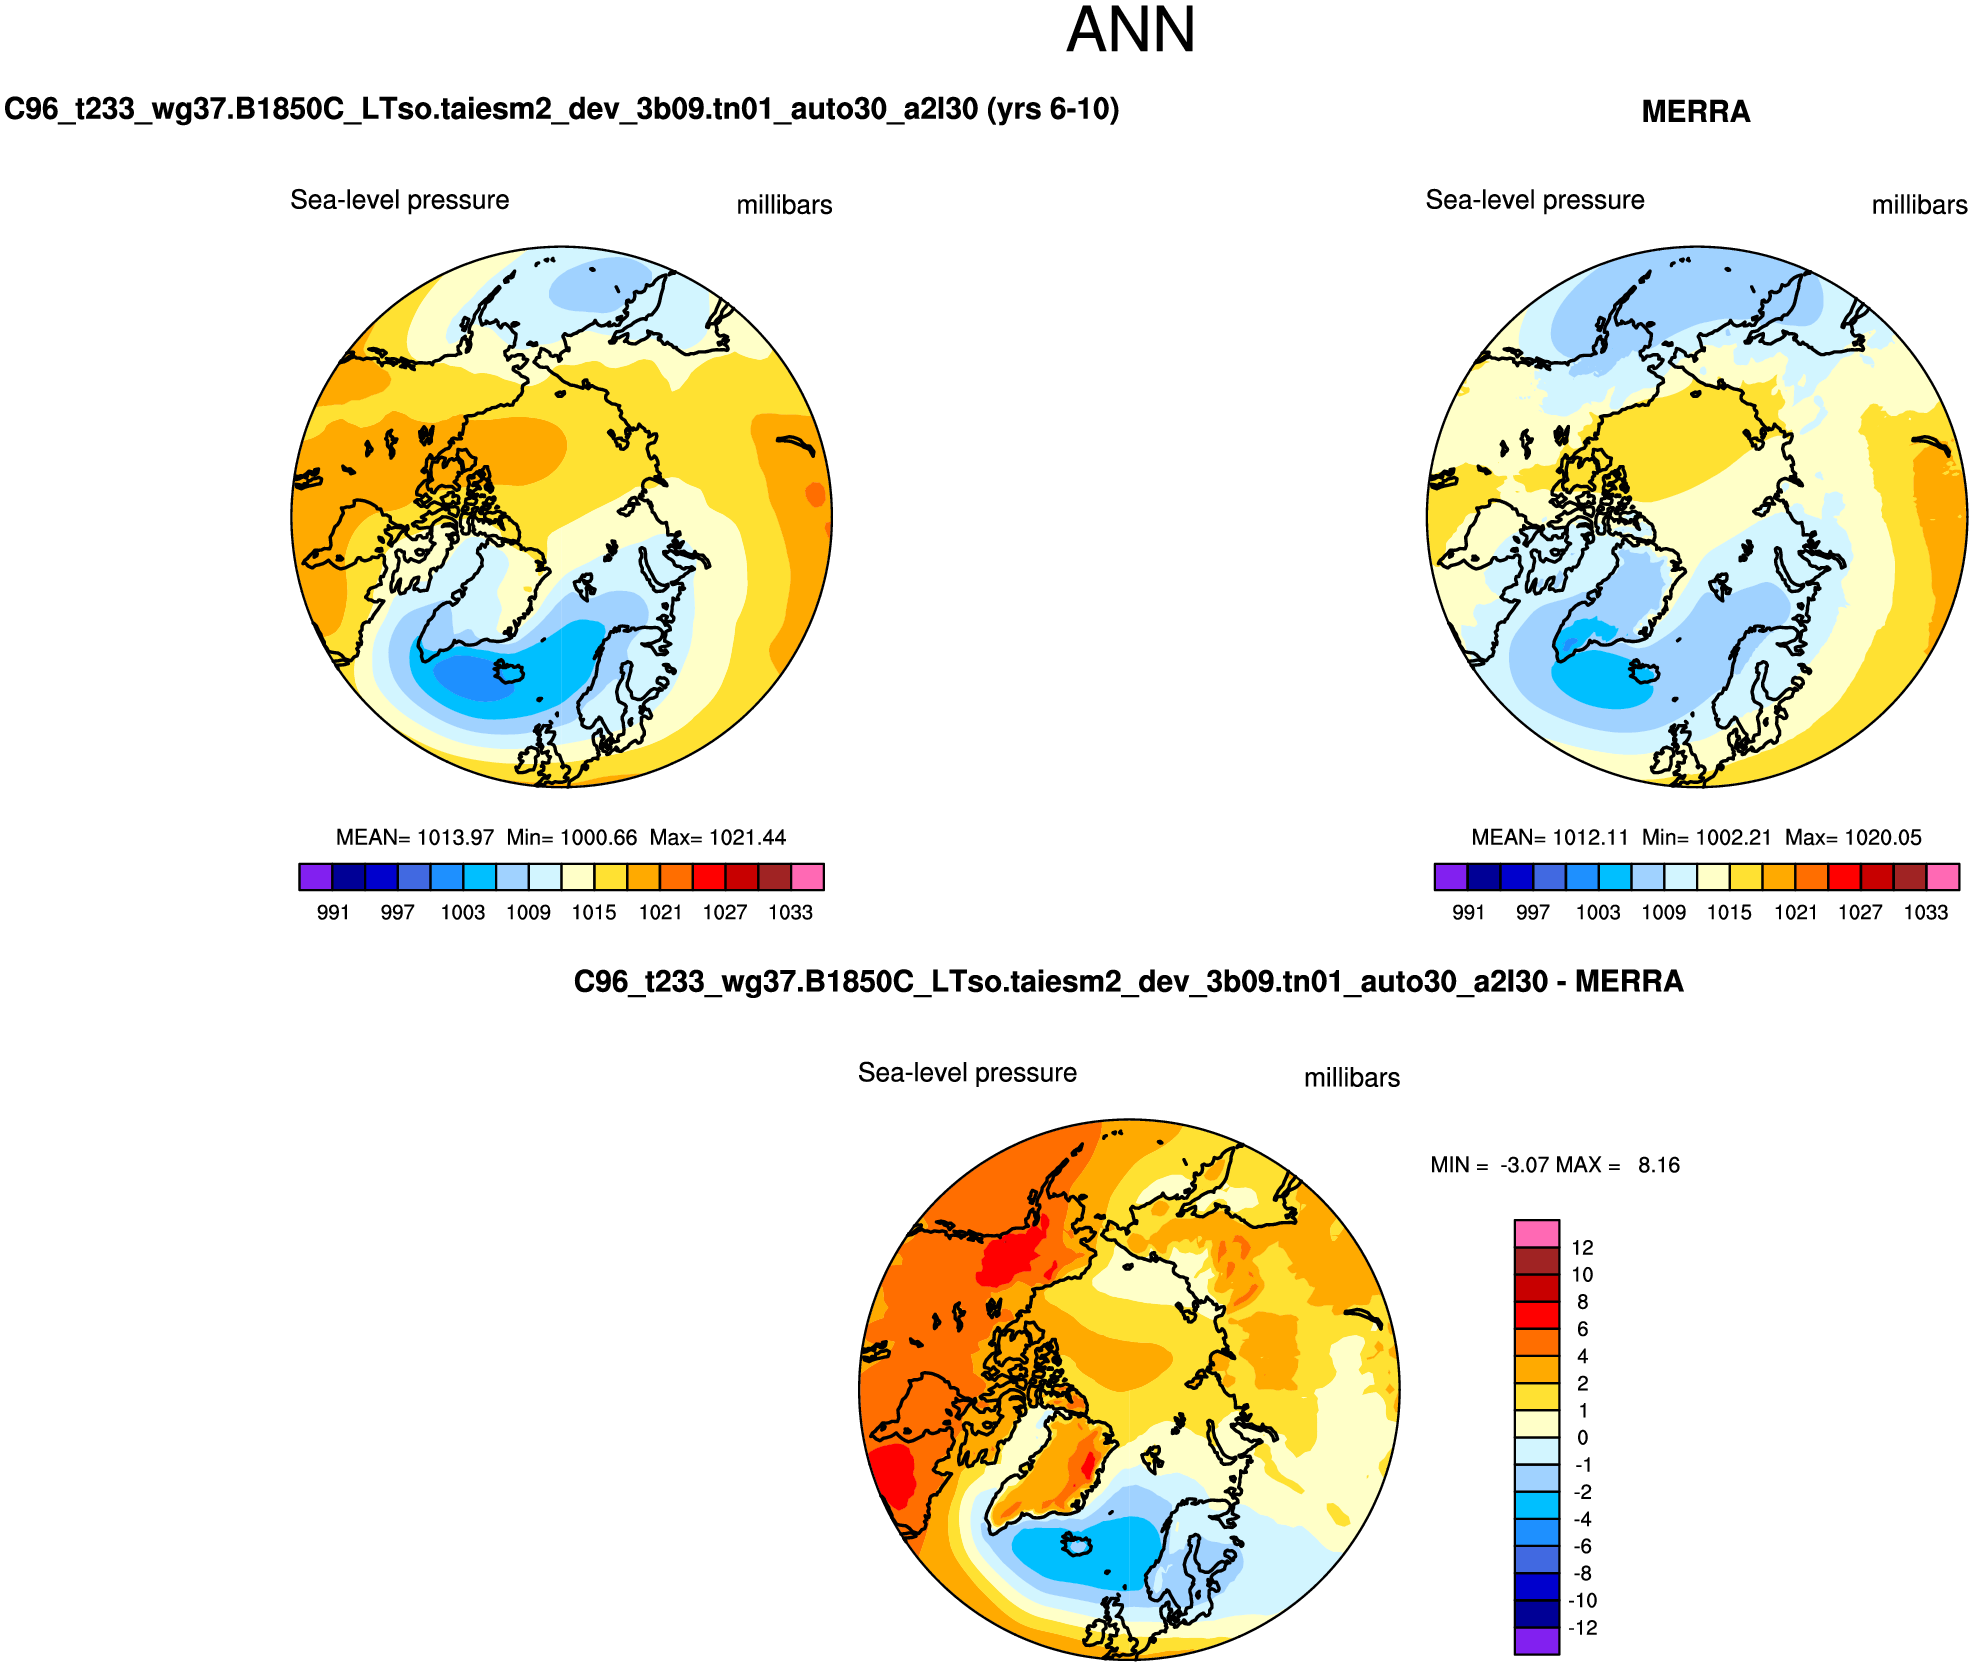 ANN
C96_t233_wg37.B1850C_LTso.taiesm2_dev_3b09.tn01_auto30_a2l30 (yrs 6-10)
MERRA
Sea-level pressure millibars
Sea-level pressure millibars
MEAN= 1013.97 Min= 1000.66 Max= 1021.44
991 997 1003 1009 1015 1021 1027 1033
MEAN= 1012.11 Min= 1002.21 Max= 1020.05
991 997 1003 1009 1015 1021 1027 1033
C96_t233_wg37.B1850C_LTso.taiesm2_dev_3b09.tn01_auto30_a2l30 - MERRA
Sea-level pressure millibars
MIN = -3.07 MAX = 8.16
12
10
8
6
4
2
1
0
-1
-2
-4
-6
-8
-10
-12